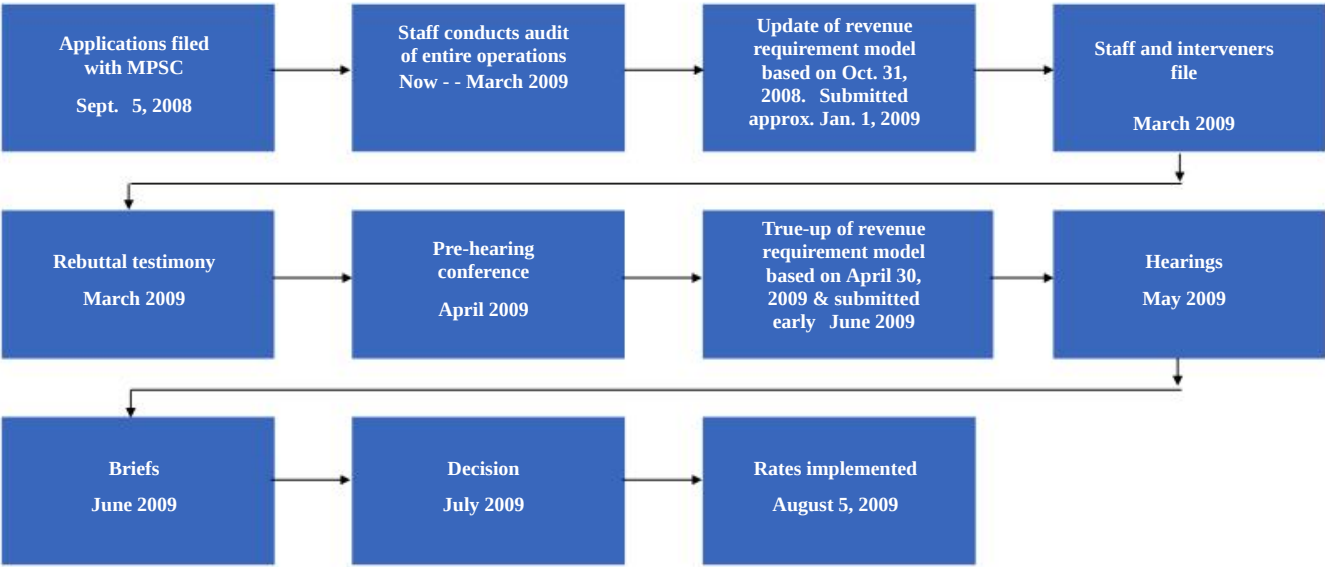 Applications filed
with MPSC
Sept. 5, 2008
Staff conducts audit
of entire operations
Now - - March 2009
Update of revenue
requirement model
based on Oct. 31,
2008. Submitted
approx. Jan. 1, 2009
Staff and interveners
file
March 2009
Rebuttal testimony
March 2009
Pre-hearing
conference
April 2009
True-up of revenue
requirement model
based on April 30,
2009 & submitted
early June 2009
Hearings
May 2009
Briefs
June 2009
Decision
July 2009
Rates implemented
August 5, 2009